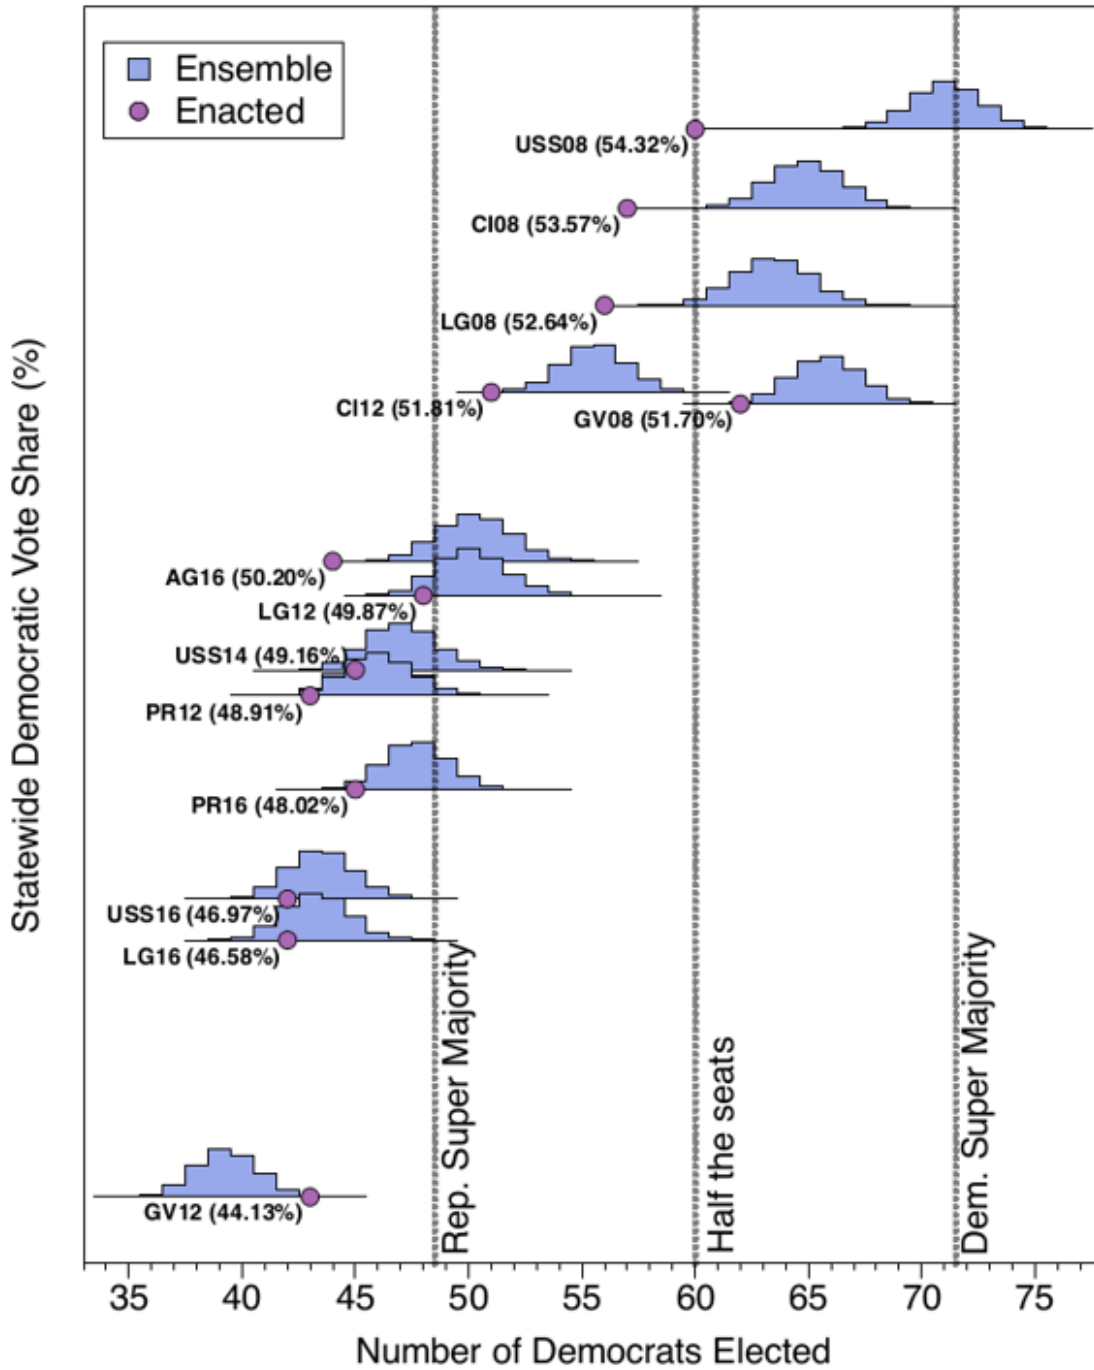 Ensemble
Enacted
USS08 (54.32%)
CI08 (53.57%)
LG08 (52.64%)
CI12 (51.81%)
GV08 (51.70%)
AG16 (50.20%)
LG12 (49.87%)
USS14 (49.16%)
PR12 (48.91%)
PR16 (48.02%)
USS16 (46.97%)
LG16 (46.58%)
GV12 (44.13%)
Rep. Super Majority
Half the seats
Dem. Super Majority
Statewide Democratic Vote Share (%)
35 40 45 50 55 60 65 70 75
Number of Democrats Elected